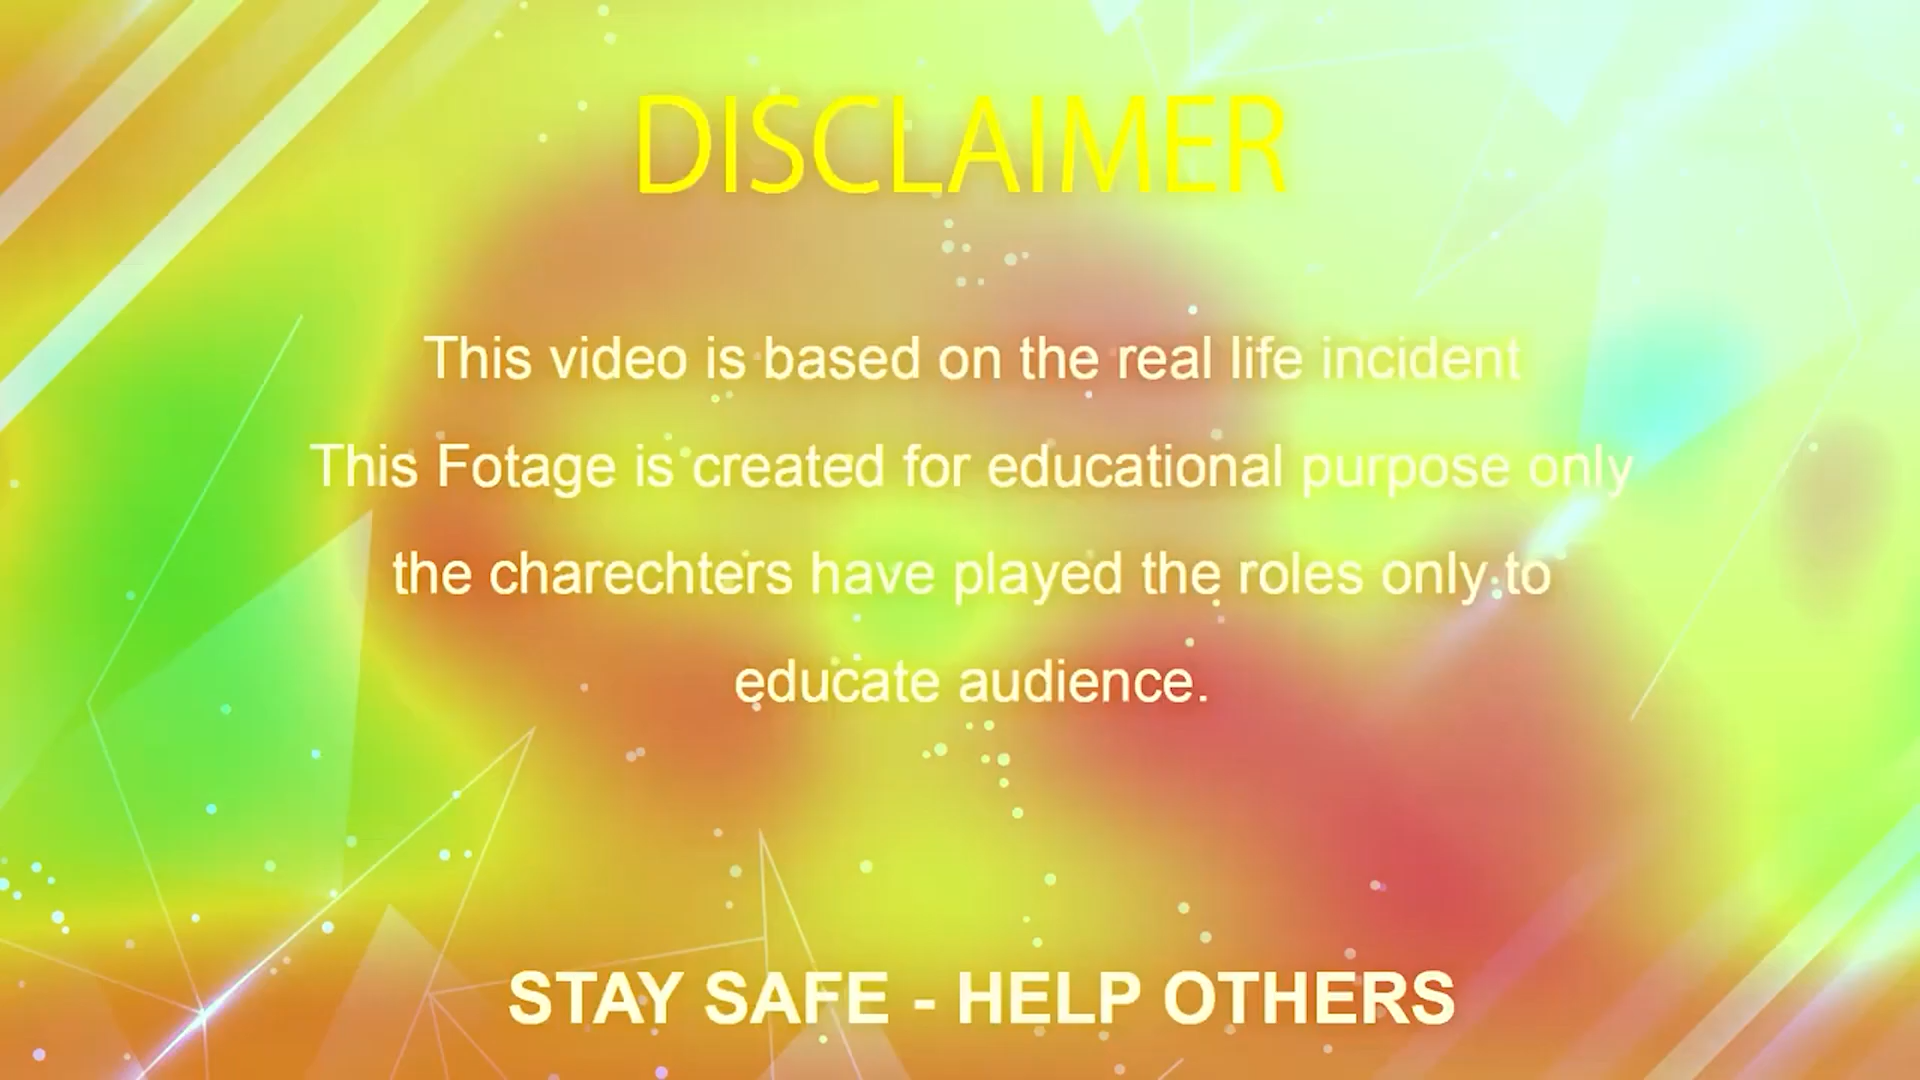 DISCLAIMER
This video is based on the real life incident
This Fotage is created for educational purpose only
the charechters have played the roles only to
educate audience.
STAY SAFE - HELP OTHERS